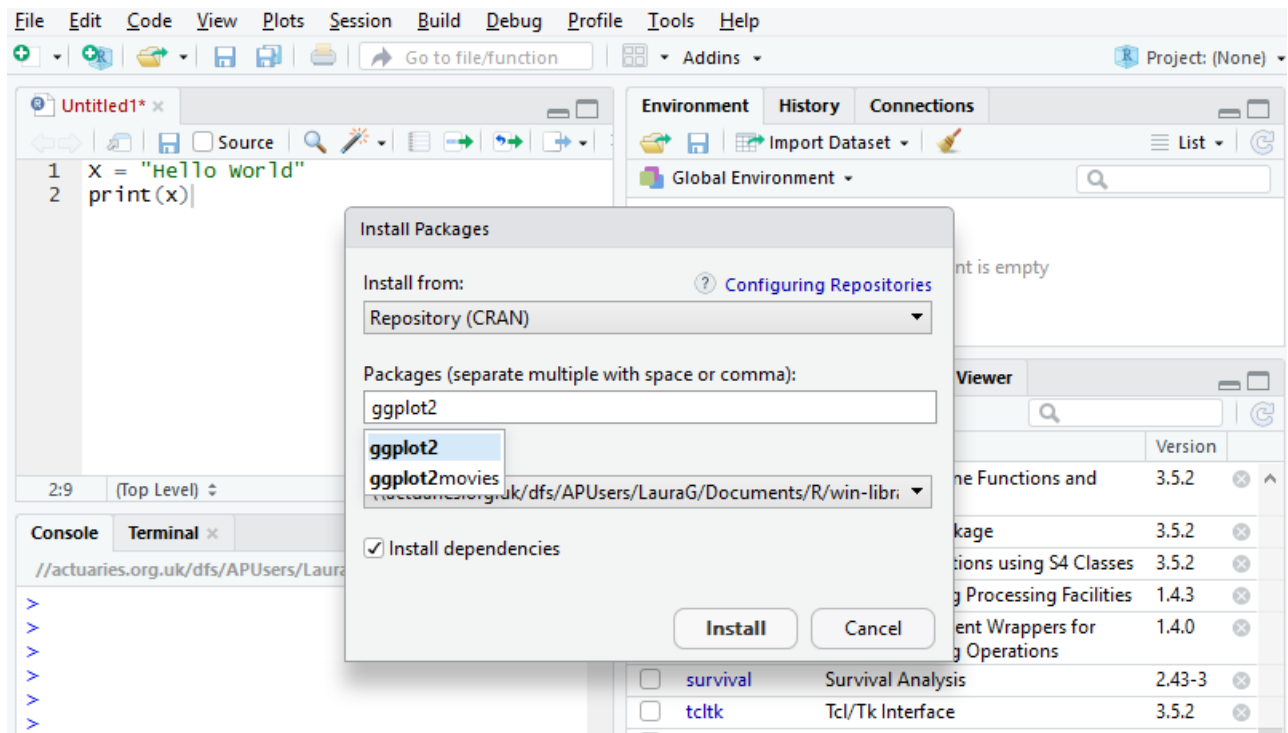 File Edit Code View Plots Session Build Debug Profile Tools Help
Go to file/function Addins Project: (None)
Untitled1*
Source
1 X = "Hello World"
2 print(x)
2:9 (Top Level)
Console Terminal
//actuaries.org.uk/dfs/APUsers/Laura
>
>
>
>
>
>
Environment History Connections
Import Dataset List
Global Environment
nt is empty
Install Packages
Install from: ? Configuring Repositories
Repository (CRAN)
Packages (separate multiple with space or comma):
ggplot2
ggplot2
ggplot2movies
k/dfs/APUsers/LauraG/Documents/R/win-libra
Install dependencies
Install Cancel
Viewer
Version
ne Functions and 3.5.2
kage 3.5.2
tions using S4 Classes 3.5.2
g Processing Facilities 1.4.3
ent Wrappers for 1.4.0
g Operations
survival Survival Analysis 2.43-3
tcltk Tcl/Tk Interface 3.5.2